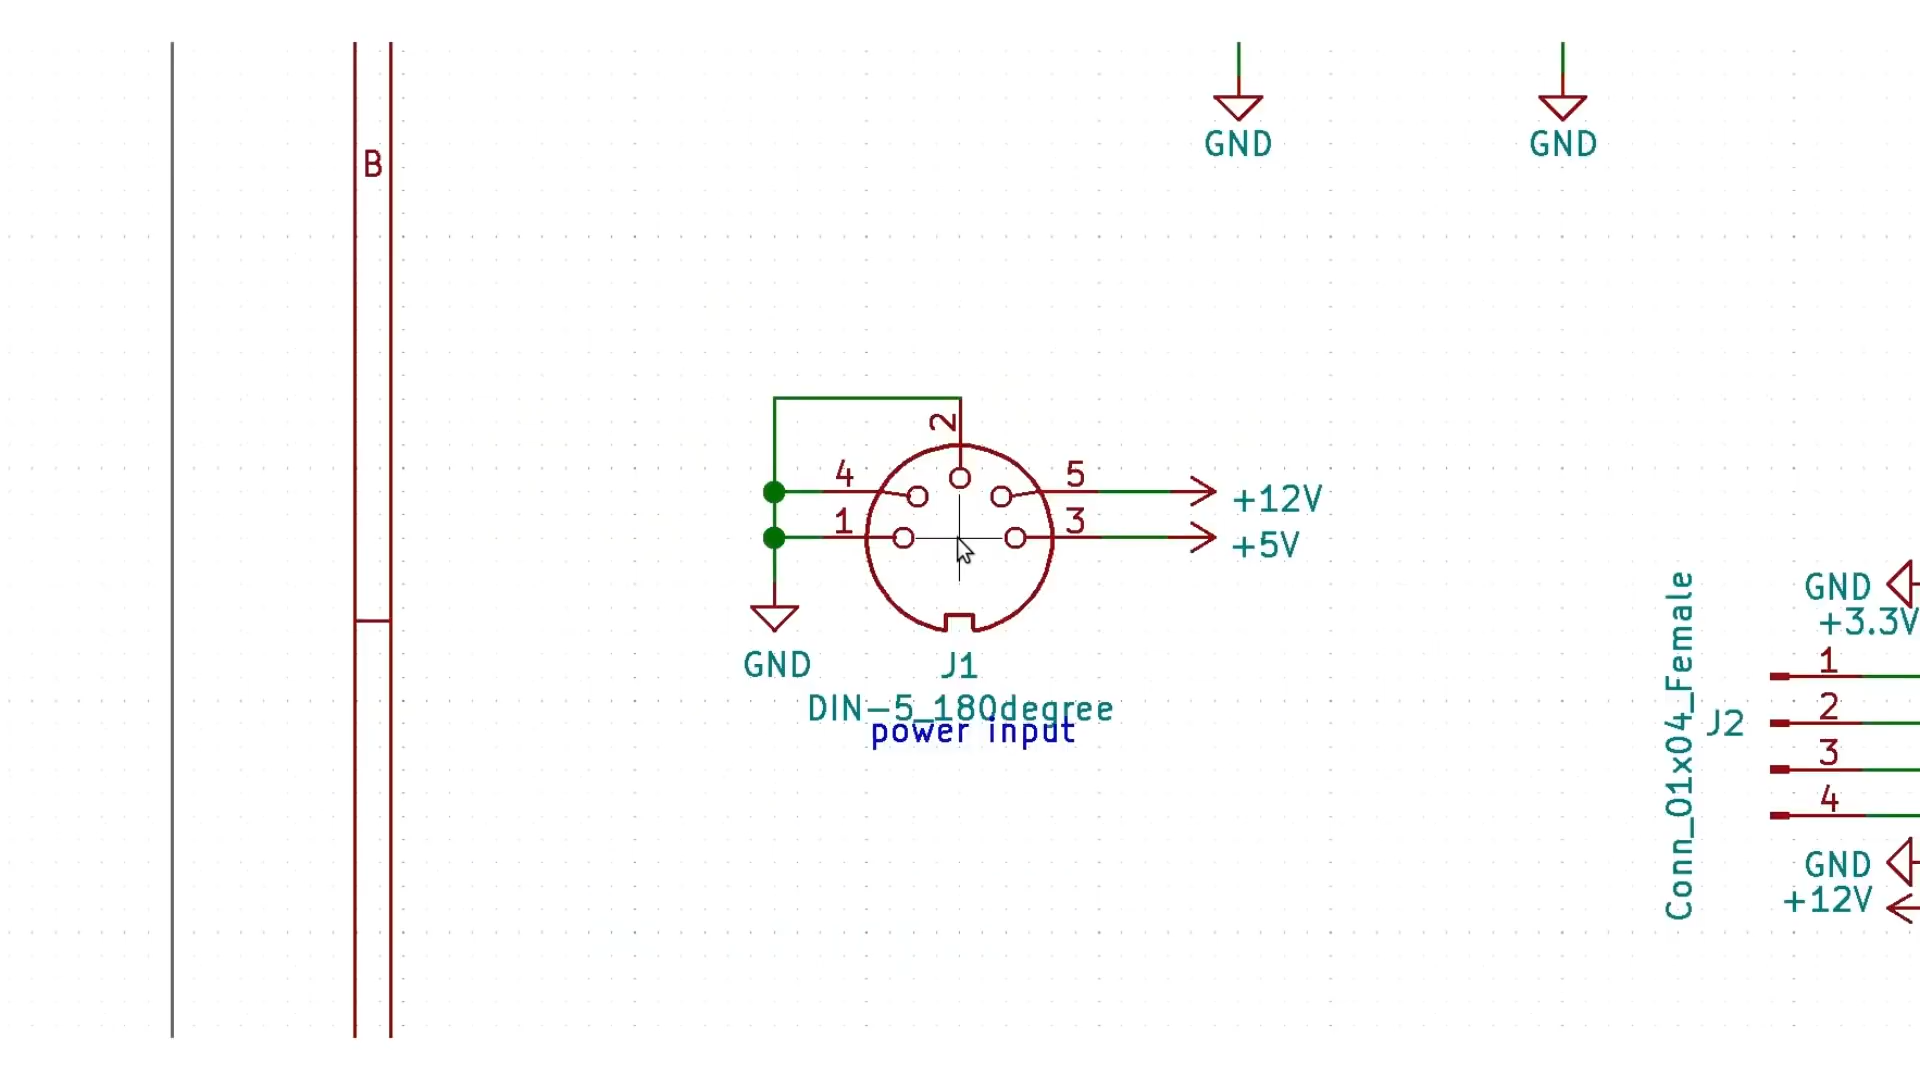 B
GND
GND
2
4
5
+12V
1
3
+5V
GND
J1
DIN-5_180degree
power input
Conn_01x04_Female
J2
GND
+3.3V
1
2
3
4
GND
+12V